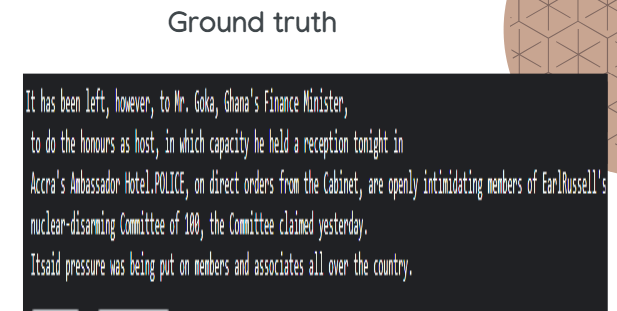 Ground truth
It has been left, however, to Mr. Goka, Ghana's Finance Minister,
to do the honours as host, in which capacity he held a reception tonight in
Accra's Ambassador Hotel.POLICE, on direct orders from the Cabinet, are openly intimidating members of EarlRussell's
nuclear-disarming Committee of 100, the Committee claimed yesterday.
Itsaid pressure was being put on members and associates all over the country.